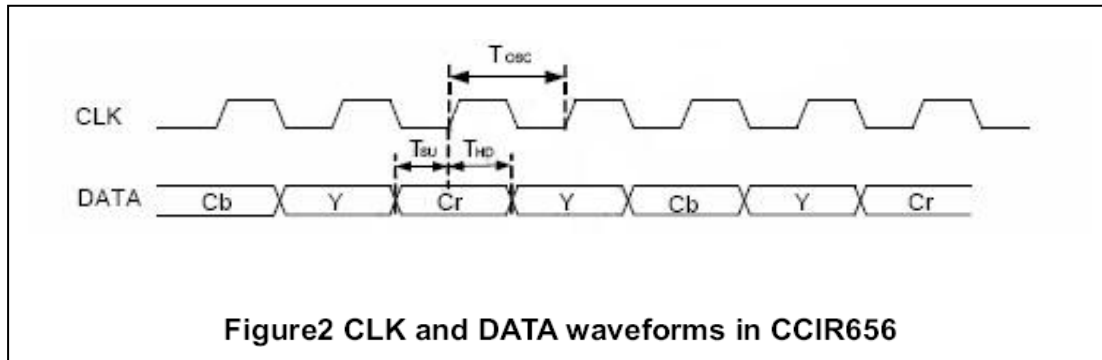 Tosc
CLK
TSU THD
DATA Cb Y Cr Y Cb Y Cr
Figure2 CLK and DATA waveforms in CCIR656